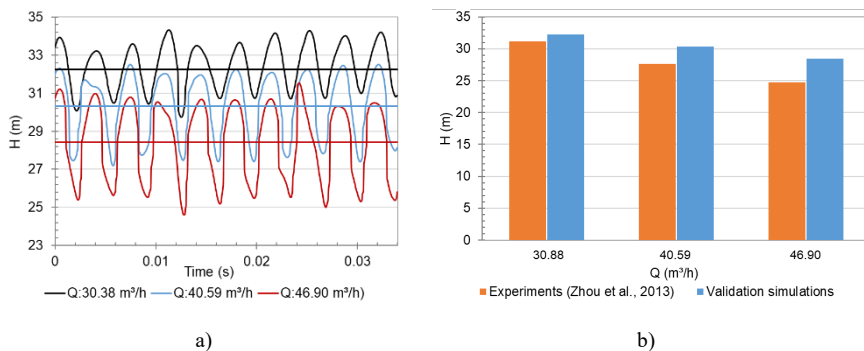 35
33
31
29
27
25
23
H (m)
0
0.01
0.02
0.03
Time (s)
Q:30.38 m³/h
Q:40.59 m³/h
Q:46.90 m³/h)
a)
35
30
25
20
15
10
5
0
H (m)
30.88
40.59
46.90
Q (m³/h)
Experiments (Zhou et al., 2013)
Validation simulations
b)